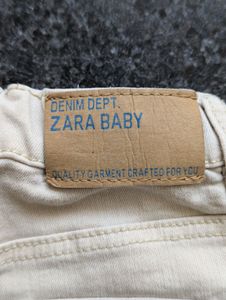 DENIM DEPT.
ZARA BABY
QUALITY GARMENT CRAFTED FOR YOU